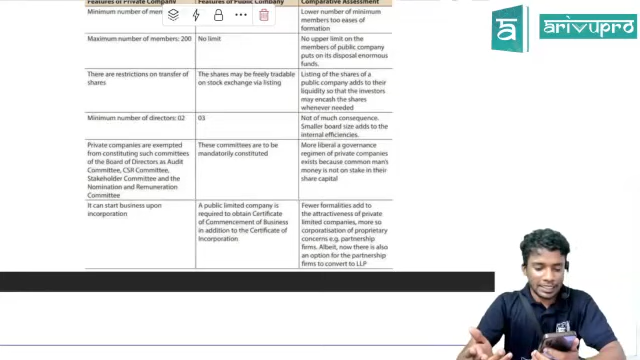 Features of Private Company
Features of Public Company
Comparative Assessment
Minimum number of mem
Lower number of minimum
members too eases of
formation
Maximum number of members: 200
No limit
No upper limit on the
members of public company
puts on its disposal enormous
funds.
There are restrictions on transfer of
shares
The shares may be freely tradable
on stock exchange via listing
Listing of the shares of a
public company adds to their
liquidity so that the investors
may encash the shares
whenever needed
Minimum number of directors: 02
03
Not of much consequence.
Smaller board size adds to the
internal efficiencies.
Private companies are exempted
from constituting such committees
of the Board of Directors as Audit
Committee, CSR Committee,
Stakeholder Committee and the
Nomination and Remuneration
Committee
These committees are to be
mandatorily constituted
More liberal a governance
regimen of private companies
exists because common man's
money is not on stake in their
share capital
It can start business upon
incorporation
A public limited company is
required to obtain Certificate
of Commencement of Business
in addition to the Certificate of
Incorporation.
Fewer formalities add to
the attractiveness of private
limited companies, more so
corporatisation of proprietary
concerns e.g. partnership
firms. Albeit, now there is also
an option for the partnership
firms to convert to LLP
ARIVUPRO